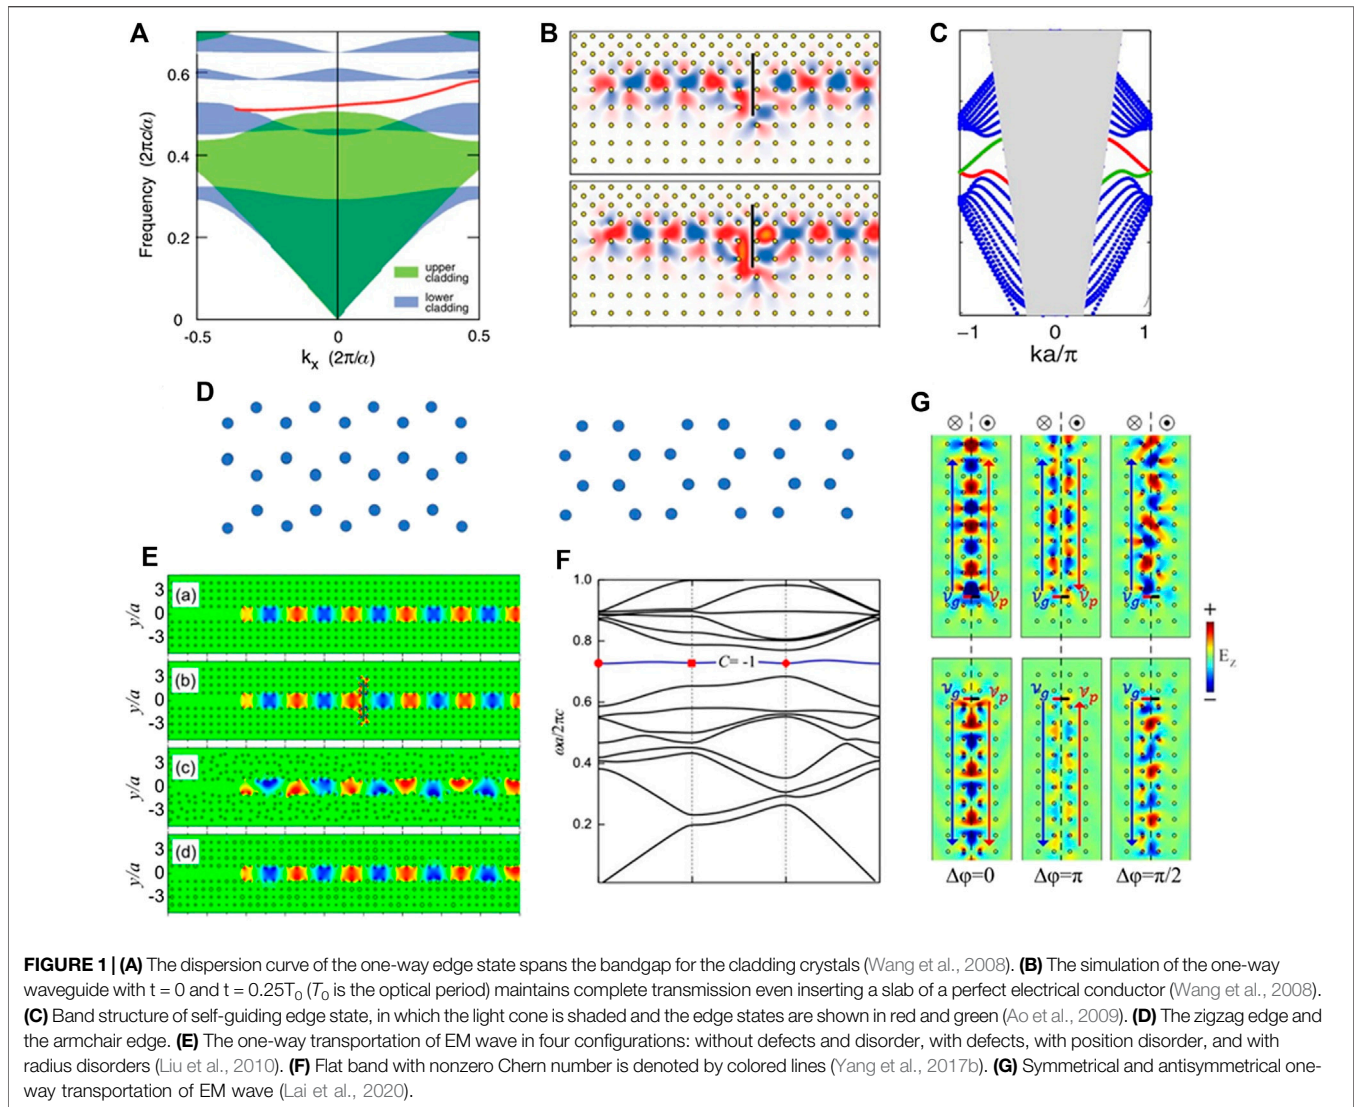 A
Frequency (2πc/a)
0.6
0.4
0.2
0
-0.5
0
0.5
kx (2π/a)
upper
cladding
lower
cladding
B
C
−1
0
1
ka/π
D
E
(a)
y/a
3
0
-3
(b)
y/a
3
0
-3
(c)
y/a
3
0
-3
(d)
y/a
3
0
-3
F
ωa/2πc
1.0
0.8
0.6
0.4
0.2
C= -1
G
νg
νp
νg
νp
νg
νg
νp
νg
νp
νg
Δφ=0
Δφ=π
Δφ=π/2
+
Ez
−
FIGURE 1 | (A) The dispersion curve of the one-way edge state spans the bandgap for the cladding crystals (Wang et al., 2008). (B) The simulation of the one-way
waveguide with t = 0 and t = 0.25T0 (T0 is the optical period) maintains complete transmission even inserting a slab of a perfect electrical conductor (Wang et al., 2008).
(C) Band structure of self-guiding edge state, in which the light cone is shaded and the edge states are shown in red and green (Ao et al., 2009). (D) The zigzag edge and
the armchair edge. (E) The one-way transportation of EM wave in four configurations: without defects and disorder, with defects, with position disorder, and with
radius disorders (Liu et al., 2010). (F) Flat band with nonzero Chern number is denoted by colored lines (Yang et al., 2017b). (G) Symmetrical and antisymmetrical one-
way transportation of EM wave (Lai et al., 2020).